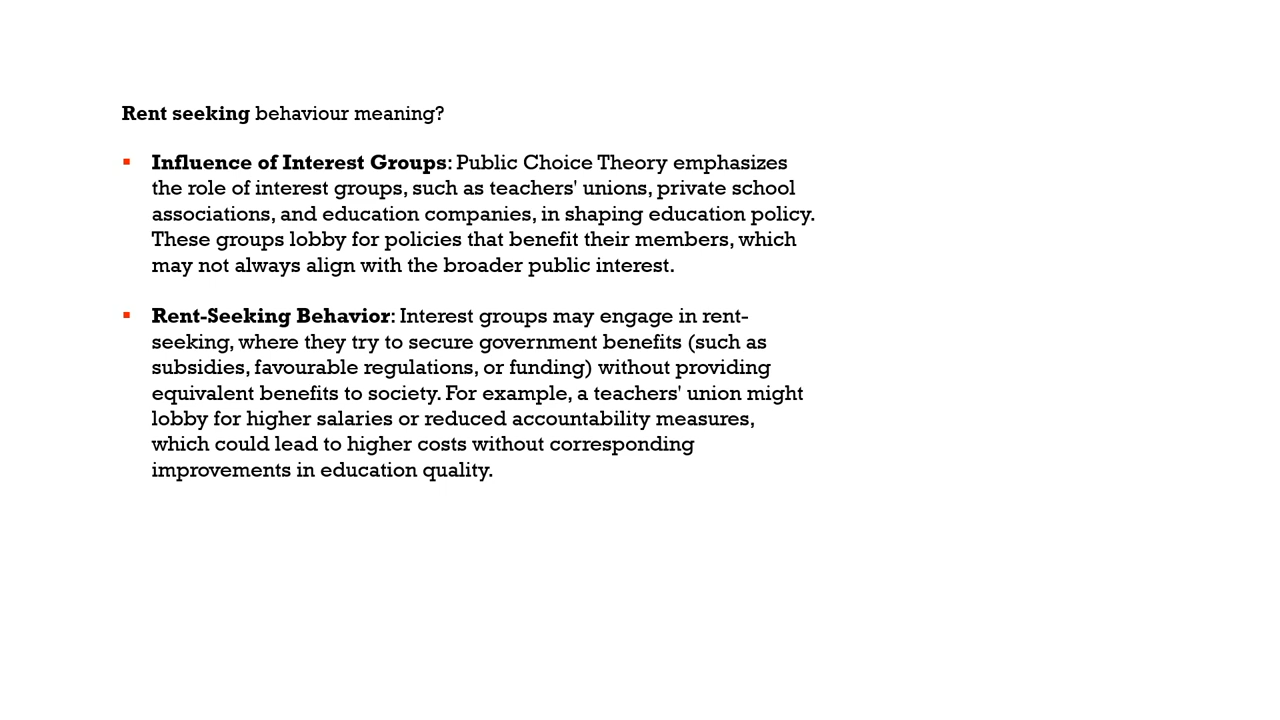 Rent seeking behaviour meaning?
▪ Influence of Interest Groups: Public Choice Theory emphasizes
the role of interest groups, such as teachers' unions, private school
associations, and education companies, in shaping education policy.
These groups lobby for policies that benefit their members, which
may not always align with the broader public interest.
▪ Rent-Seeking Behavior: Interest groups may engage in rent-
seeking, where they try to secure government benefits (such as
subsidies, favourable regulations, or funding) without providing
equivalent benefits to society. For example, a teachers' union might
lobby for higher salaries or reduced accountability measures,
which could lead to higher costs without corresponding
improvements in education quality.